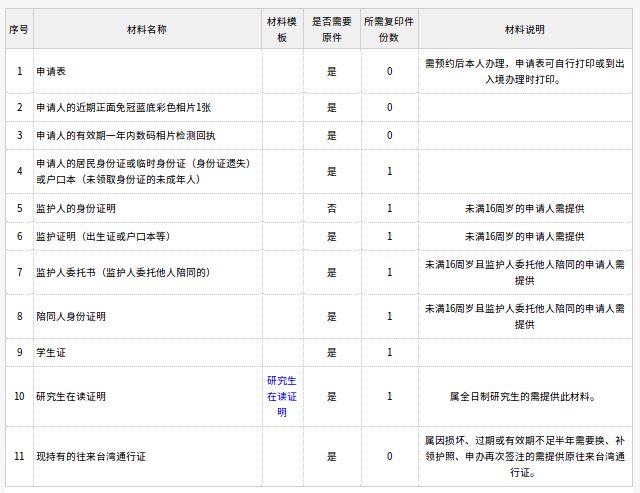 序号 材料名称 材料模板 是否需要原件 所需复印件份数 材料说明
1 申请表 是 0 需预约后本人办理，申请表可自行打印或到出入境办理时打印。
2 申请人的近期正面免冠蓝底彩色相片1张 是 0
3 申请人的有效期一年内数码相片检测回执 是 0
4 申请人的居民身份证或临时身份证（身份证遗失）或户口本（未领取身份证的未成年人） 是 1
5 监护人的身份证明 否 1 未满16周岁的申请人需提供
6 监护证明（出生证或户口本等） 是 1 未满16周岁的申请人需提供
7 监护人委托书（监护人委托他人陪同的） 是 1 未满16周岁且监护人委托他人陪同的申请人需提供
8 陪同人身份证明 是 1 未满16周岁且监护人委托他人陪同的申请人需提供
9 学生证 是 1
10 研究生在读证明 研究生在读证明 是 1 属全日制研究生的需提供此材料。
11 现持有的往来台湾通行证 是 0 属因损坏、过期或有效期不足半年需要换、补领护照、申办再次签注的需提供原往来台湾通行证。